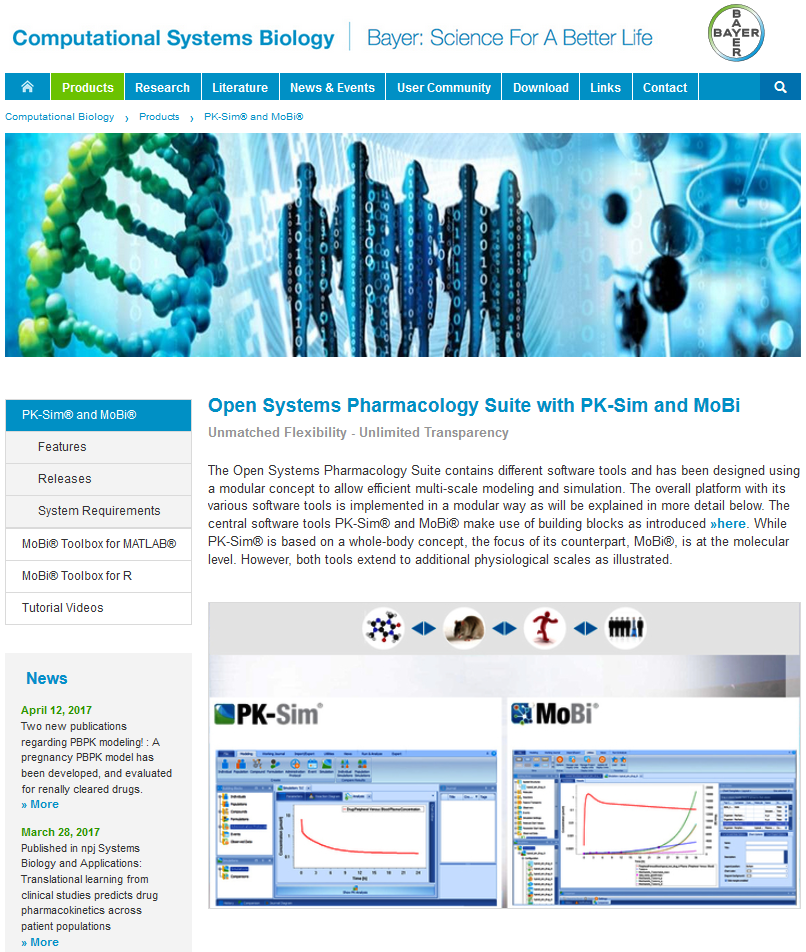 Computational Systems Biology
Bayer: Science For A Better Life
BAYER
BAYER
Products
Research
Literature
News & Events
User Community
Download
Links
Contact
Computational Biology › Products › PK-Sim® and MoBi®
PK-Sim® and MoBi®
Features
Releases
System Requirements
MoBi® Toolbox for MATLAB®
MoBi® Toolbox for R
Tutorial Videos
Open Systems Pharmacology Suite with PK-Sim and MoBi
Unmatched Flexibility - Unlimited Transparency
The Open Systems Pharmacology Suite contains different software tools and has been designed using
a modular concept to allow efficient multi-scale modeling and simulation. The overall platform with its
various software tools is implemented in a modular way as will be explained in more detail below. The
central software tools PK-Sim® and MoBi® make use of building blocks as introduced »here. While
PK-Sim® is based on a whole-body concept, the focus of its counterpart, MoBi®, is at the molecular
level. However, both tools extend to additional physiological scales as illustrated.
PK-Sim®
MoBi®
News
April 12, 2017
Two new publications
regarding PBPK modeling! : A
pregnancy PBPK model has
been developed, and evaluated
for renally cleared drugs.
» More
March 28, 2017
Published in npj Systems
Biology and Applications:
Translational learning from
clinical studies predicts drug
pharmacokinetics across
patient populations
» More